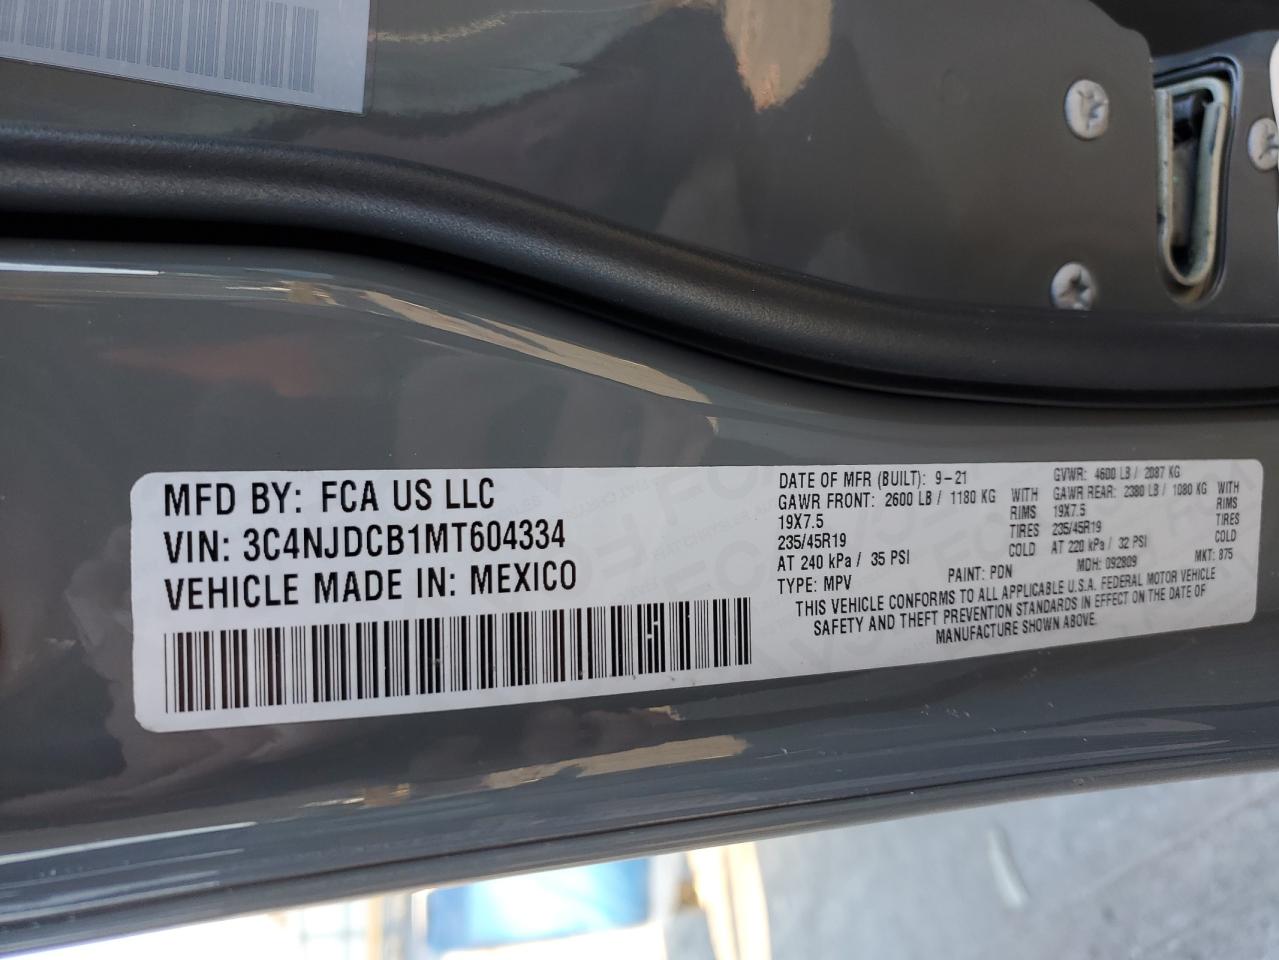 MFD BY: FCA US LLC
VIN: 3C4NJDCB1MT604334
VEHICLE MADE IN: MEXICO
DATE OF MFR (BUILT): 9-21
GVWR: 4600 LB / 2087 KG
GAWR FRONT: 2600 LB / 1180 KG WITH
GAWR REAR: 2380 LB / 1080 KG WITH
19X7.5 RIMS
19X7.5 RIMS
235/45R19 TIRES
235/45R19 TIRES
AT 240 kPa / 35 PSI COLD
AT 220 kPa / 32 PSI COLD
TYPE: MPV PAINT: PDN MDH: 092809 MKT: 875
THIS VEHICLE CONFORMS TO ALL APPLICABLE U.S.A. FEDERAL MOTOR VEHICLE
SAFETY AND THEFT PREVENTION STANDARDS IN EFFECT ON THE DATE OF
MANUFACTURE SHOWN ABOVE.